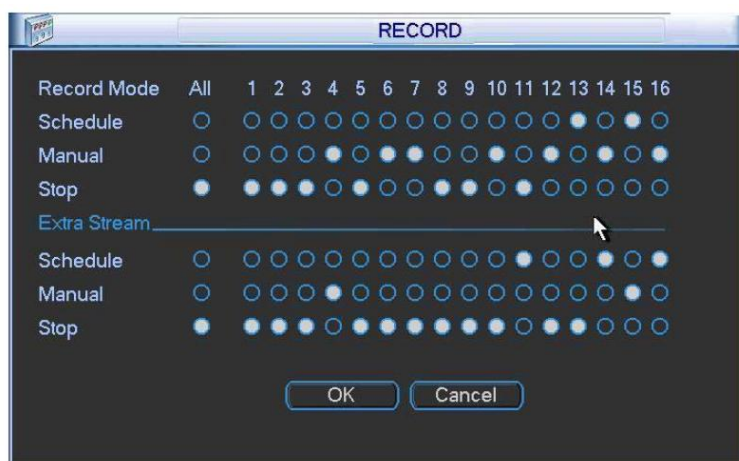 RECORD
Record Mode All 1 2 3 4 5 6 7 8 9 10 11 12 13 14 15 16
Schedule
Manual
Stop
Extra Stream
Schedule
Manual
Stop
OK Cancel